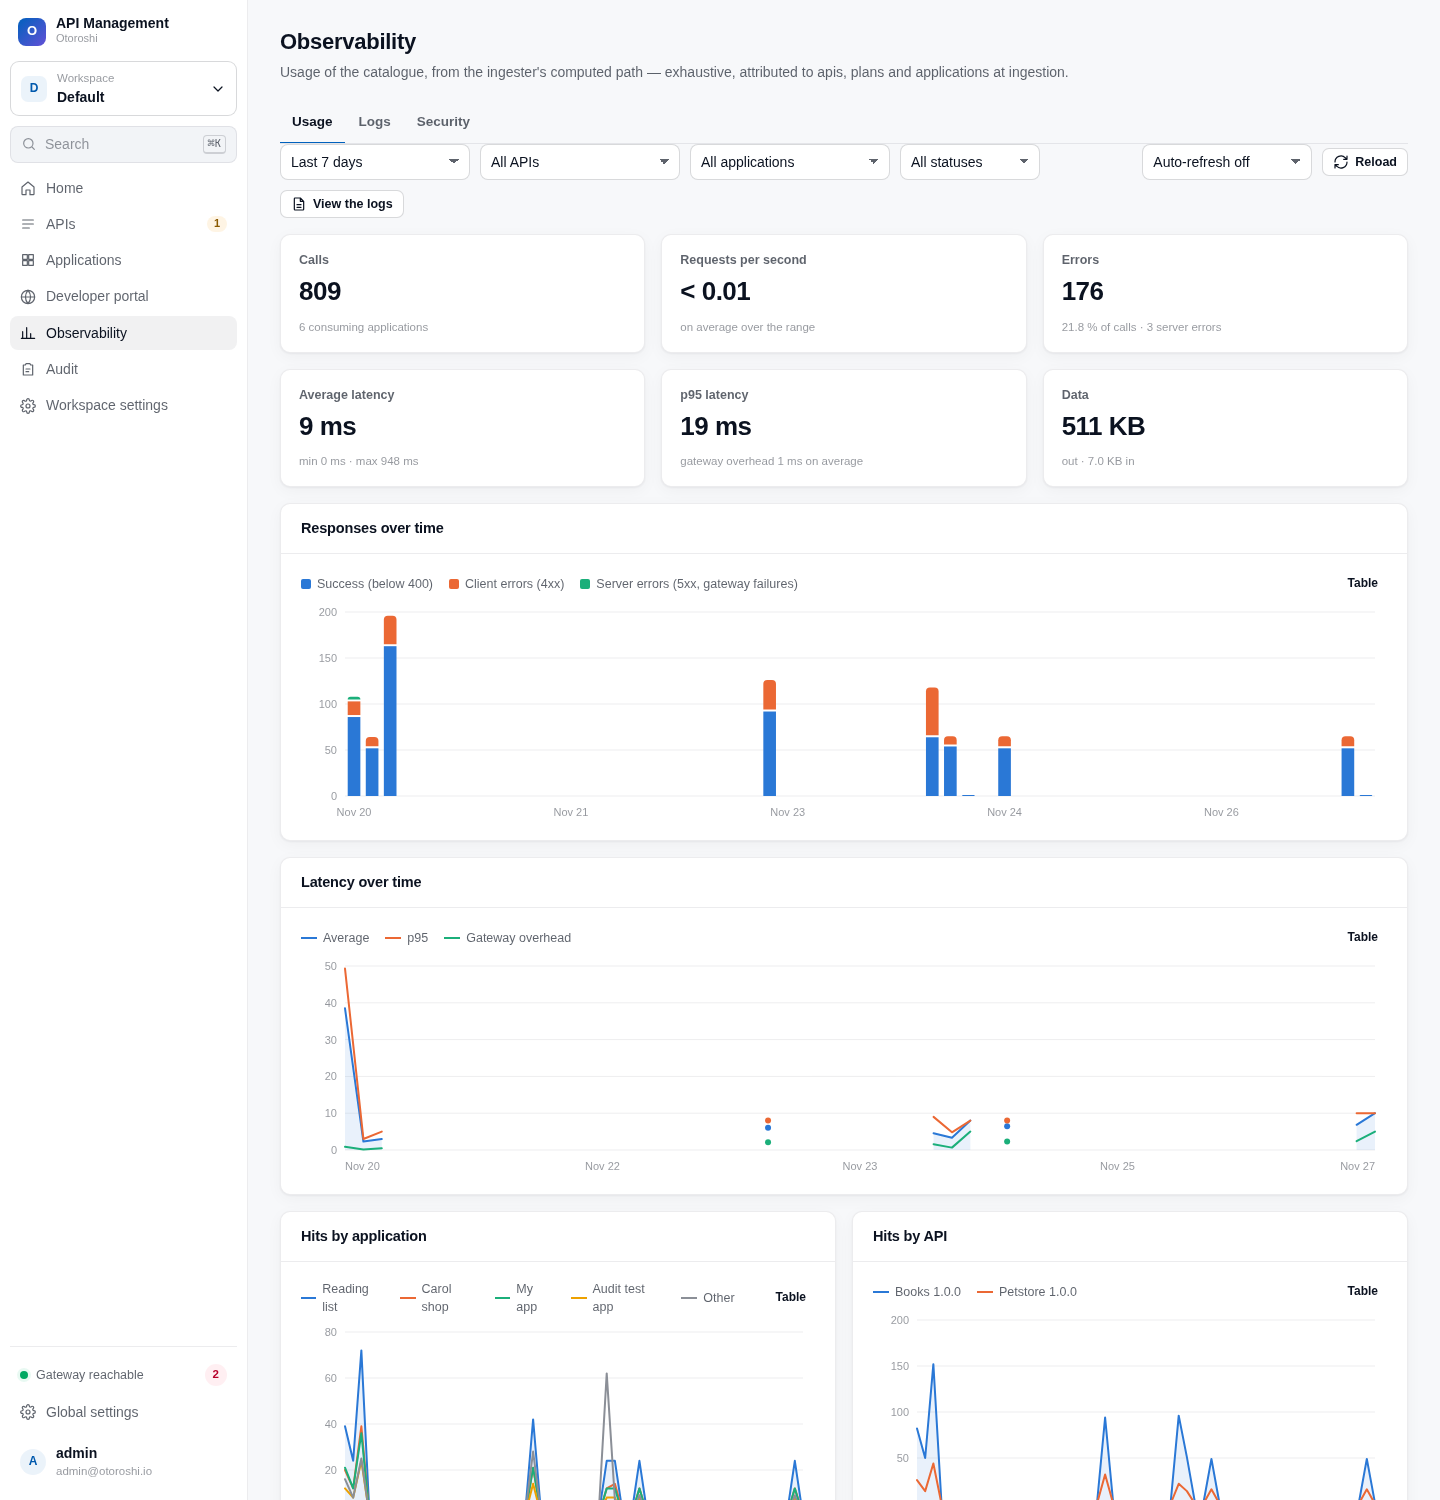 O
API Management
Otoroshi
D
Workspace
Default
Search
⌘K
Home
APIs
1
Applications
Developer portal
Observability
Audit
Workspace settings
Gateway reachable
2
Global settings
A
admin
admin@otoroshi.io
Observability
Usage of the catalogue, from the ingester's computed path — exhaustive, attributed to apis, plans and applications at ingestion.
Usage
Logs
Security
Last 7 days
All APIs
All applications
All statuses
Auto-refresh off
Reload
View the logs
Calls
809
6 consuming applications
Requests per second
< 0.01
on average over the range
Errors
176
21.8 % of calls · 3 server errors
Average latency
9 ms
min 0 ms · max 948 ms
p95 latency
19 ms
gateway overhead 1 ms on average
Data
511 KB
out · 7.0 KB in
Responses over time
Success (below 400)
Client errors (4xx)
Server errors (5xx, gateway failures)
Table
200
150
100
50
0
Nov 20
Nov 21
Nov 23
Nov 24
Nov 26
Latency over time
Average
p95
Gateway overhead
Table
50
40
30
20
10
0
Nov 20
Nov 22
Nov 23
Nov 25
Nov 27
Hits by application
Reading
list
Carol
shop
My
app
Audit test
app
Other
Table
80
60
40
20
Hits by API
Books 1.0.0
Petstore 1.0.0
Table
200
150
100
50